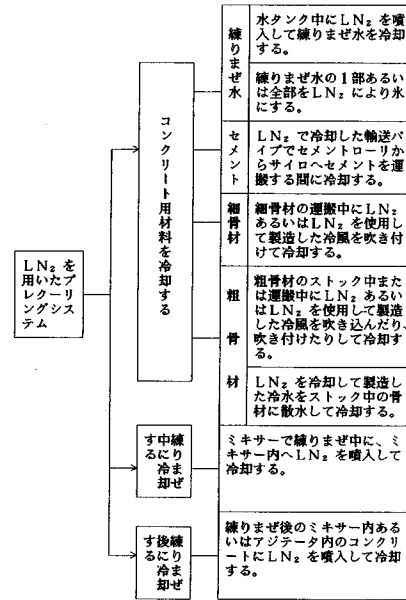 LN₂を
用いたプ
レクーリ
ングシス
テム
コンクリート用材料を冷却する
練りまぜ水
水タンク中にLN₂を噴
入して練りまぜ水を冷却
する。
練りまぜ水の1部あるい
は全部をLN₂により氷
にする。
セメント
LN₂で冷却した輸送パ
イプでセメントローリか
らサイロへセメントを運
搬する間に冷却する。
細骨材
細骨材の運搬中にLN₂
あるいはLN₂を使用し
て製造した冷風を吹き付
けて冷却する。
粗骨材
粗骨材のストック中また
は運搬中にLN₂あるい
はLN₂を使用して製造
した冷風を吹き込んだり、
吹き付けたりして冷却す
る。
LN₂を冷却して製造し
た冷水をストック中の骨
材に散水して冷却する。
練りまぜ
中に冷却
する
ミキサーで練りまぜ中に、ミ
キサー内へLN₂を噴入して
冷却する。
練りまぜ
後に冷却
する
練りまぜ後のミキサー内ある
いはアジテータ内のコンクリ
ートにLN₂を噴入して冷却
する。